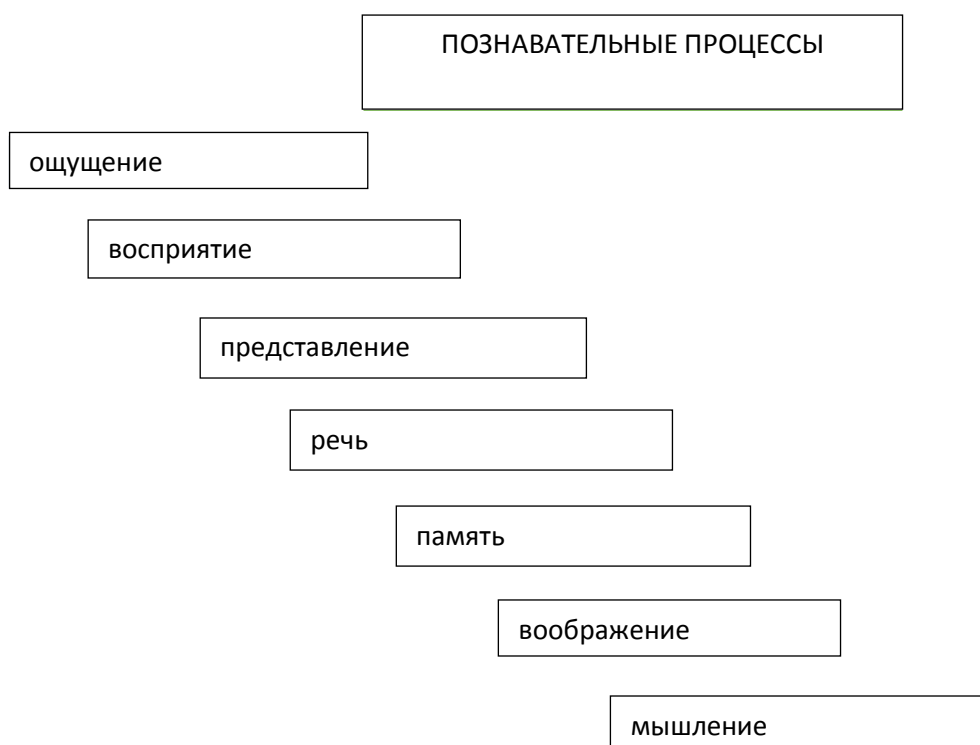 ПОЗНАВАТЕЛЬНЫЕ ПРОЦЕССЫ
ощущение
восприятие
представление
речь
память
воображение
мышление